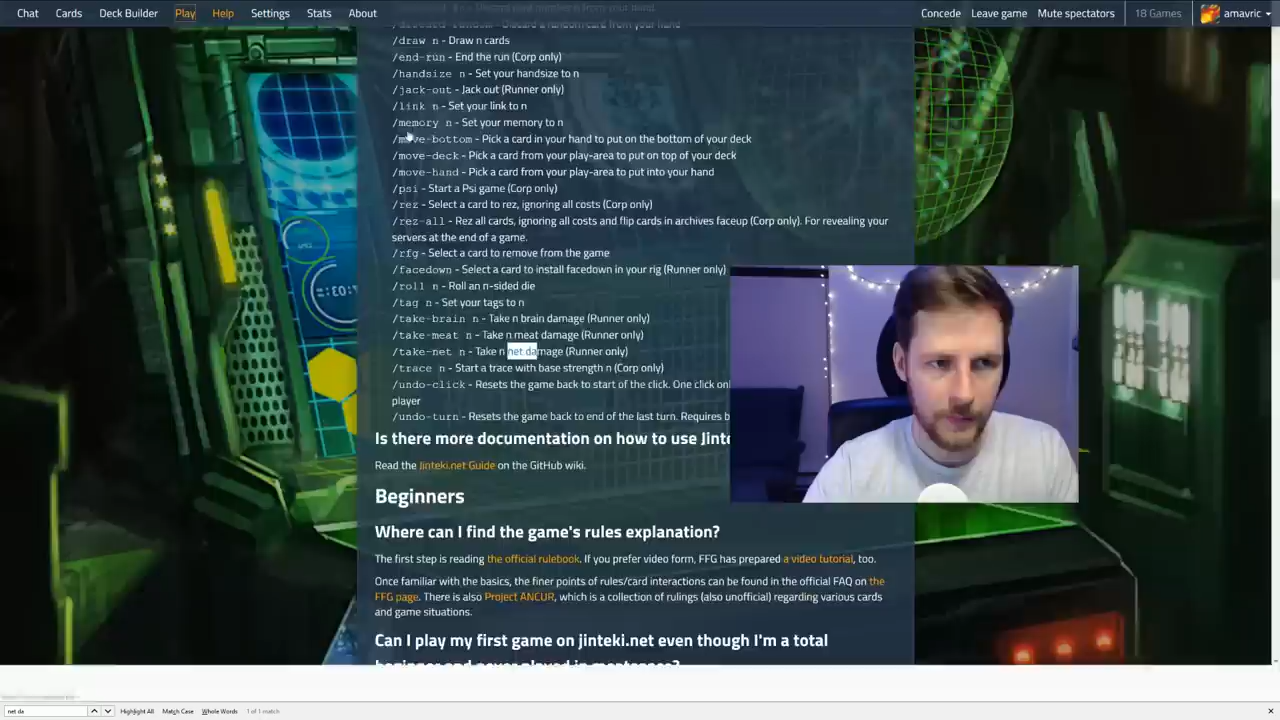 Chat Cards Deck Builder Play Help Settings Stats About Concede Leave game Mute spectators 18 Games amavric
/draw n - Draw n cards
/end-run - End the run (Corp only)
/handsize n - Set your handsize to n
/jack-out - Jack out (Runner only)
/link n - Set your link to n
/memory n - Set your memory to n
/move-bottom - Pick a card in your hand to put on the bottom of your deck
/move-deck - Pick a card from your play-area to put on top of your deck
/move-hand - Pick a card from your play-area to put into your hand
/psi - Start a Psi game (Corp only)
/rez - Select a card to rez, ignoring all costs (Corp only)
/rez-all - Rez all cards, ignoring all costs and flip cards in archives faceup (Corp only). For revealing your
servers at the end of a game.
/rfg - Select a card to remove from the game
/facedown - Select a card to install facedown in your rig (Runner only)
/roll n - Roll an n-sided die
/tag n - Set your tags to n
/take-brain n - Take n brain damage (Runner only)
/take-meat n - Take n meat damage (Runner only)
/take-net n - Take n net damage (Runner only)
/trace n - Start a trace with base strength n (Corp only)
/undo-click - Resets the game back to start of the click. One click onl
player
/undo-turn - Resets the game back to end of the last turn. Requires b
Is there more documentation on how to use Jinte
Read the Jinteki.net Guide on the GitHub wiki.
Beginners
Where can I find the game's rules explanation?
The first step is reading the official rulebook. If you prefer video form, FFG has prepared a video tutorial, too.
Once familiar with the basics, the finer points of rules/card interactions can be found in the official FAQ on the
FFG page. There is also Project ANCUR, which is a collection of rulings (also unofficial) regarding various cards
and game situations.
Can I play my first game on jinteki.net even though I'm a total
beginner and never played in meatspace?
net da Highlight All Match Case Whole Words 1 of 1 match